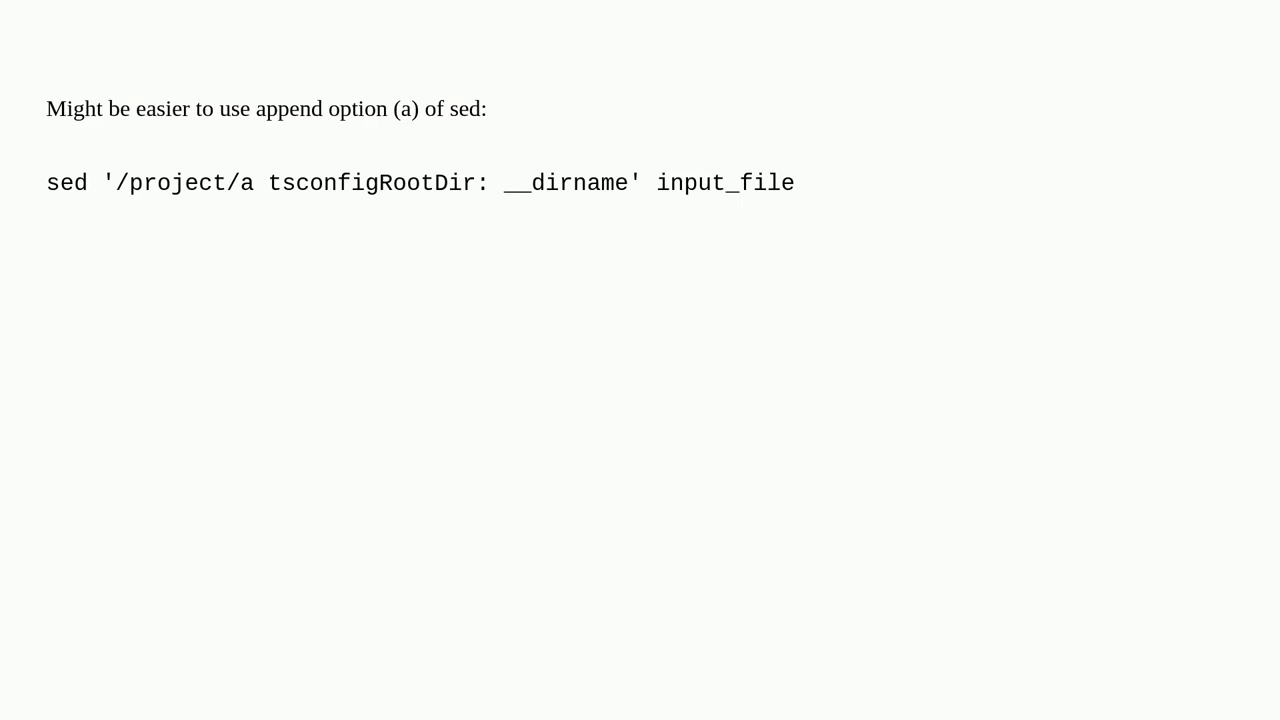 Might be easier to use append option (a) of sed:
sed '/project/a tsconfigRootDir: __dirname' input_file